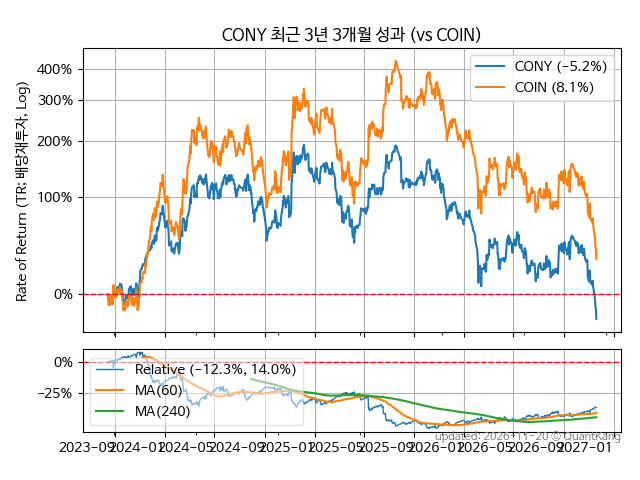 CONY 최근 3년 3개월 성과 (vs COIN)
Rate of Return (TR: 배당재투자, Log)
400%
300%
200%
100%
0%
CONY (−5.2%)
COIN (8.1%)
0%
−25%
Relative (−12.3%, 14.0%)
MA(60)
MA(240)
2023-09 2024-01 2024-05 2024-09 2025-01 2025-05 2025-09 2026-01 2026-05 2026-09 2027-01
updated: 2026-11-20 © QuantKang